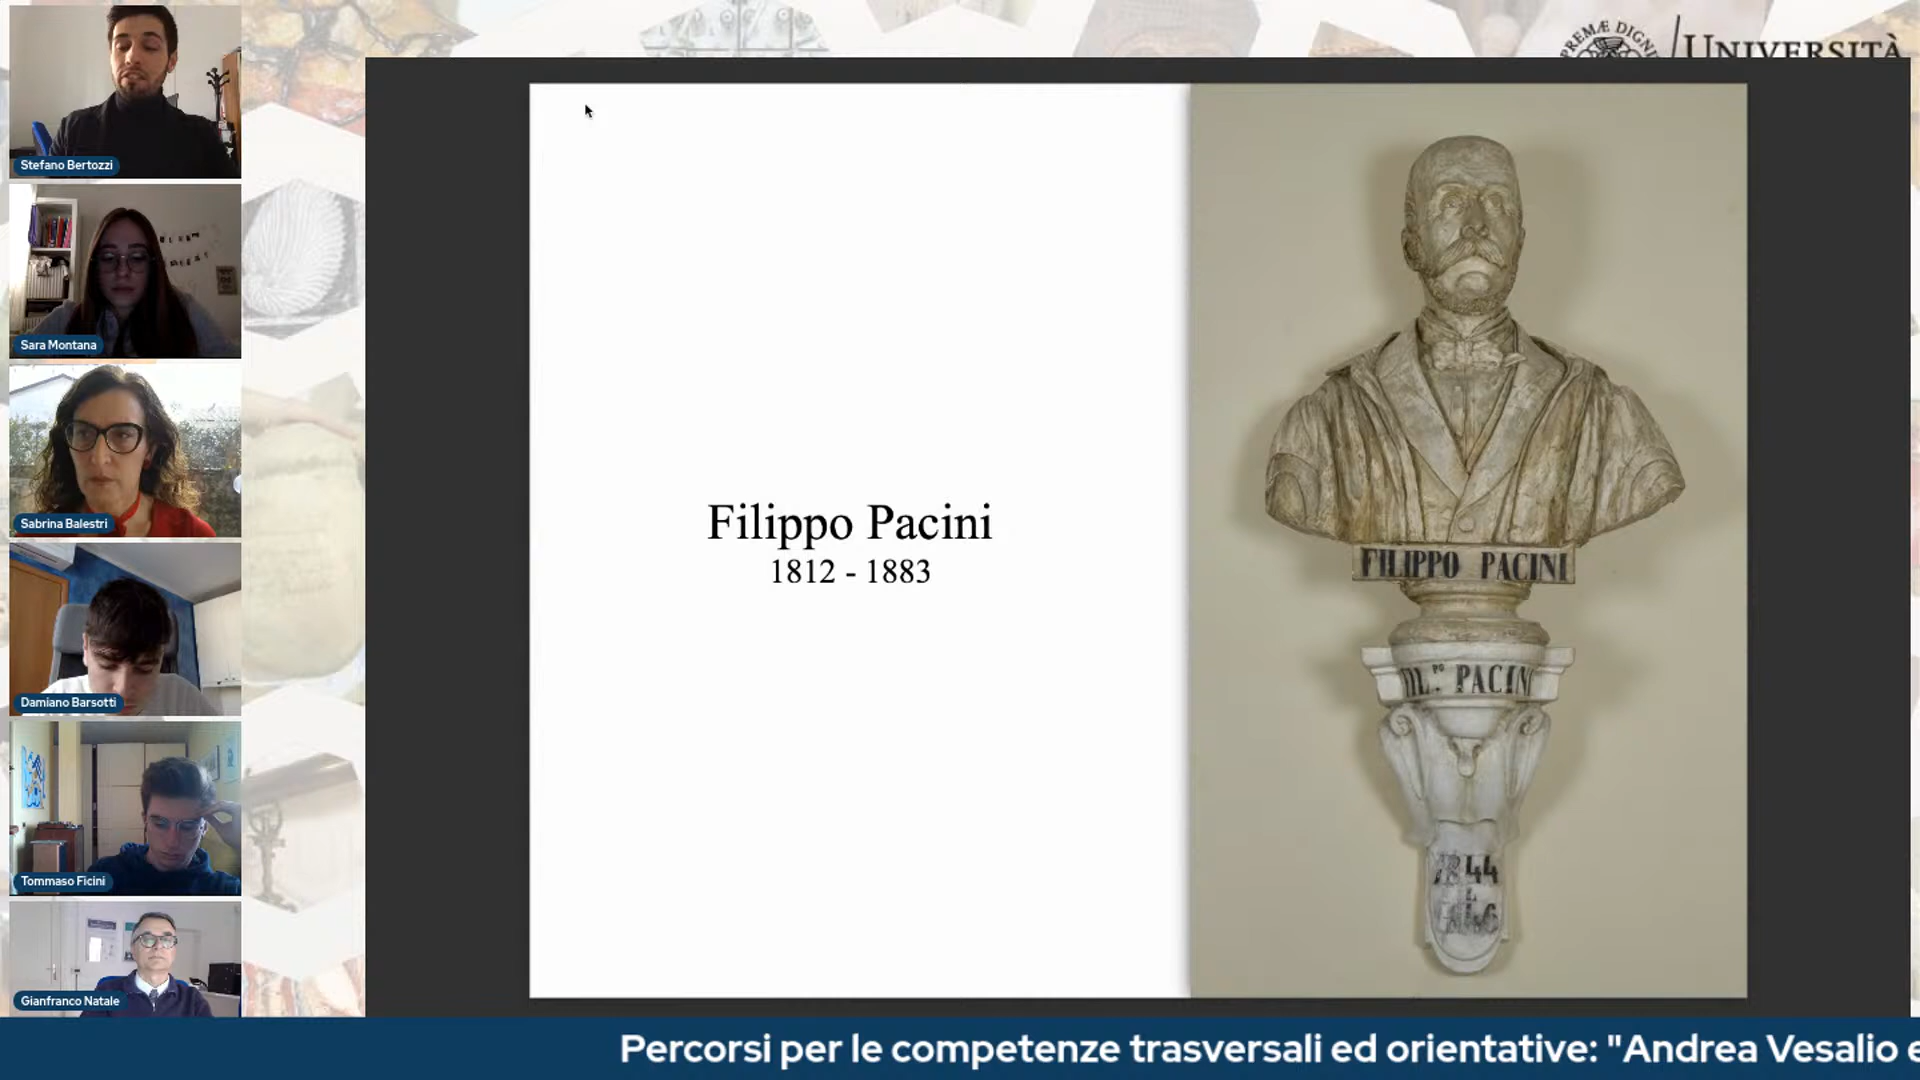 Stefano Bertozzi
Sara Montana
Sabrina Balestri
Damiano Barsotti
Tommaso Ficini
Gianfranco Natale
UNIVERSITÀ
Filippo Pacini
1812 - 1883
FILIPPO PACINI
PACINI
Percorsi per le competenze trasversali ed orientative: "Andrea Vesalio e